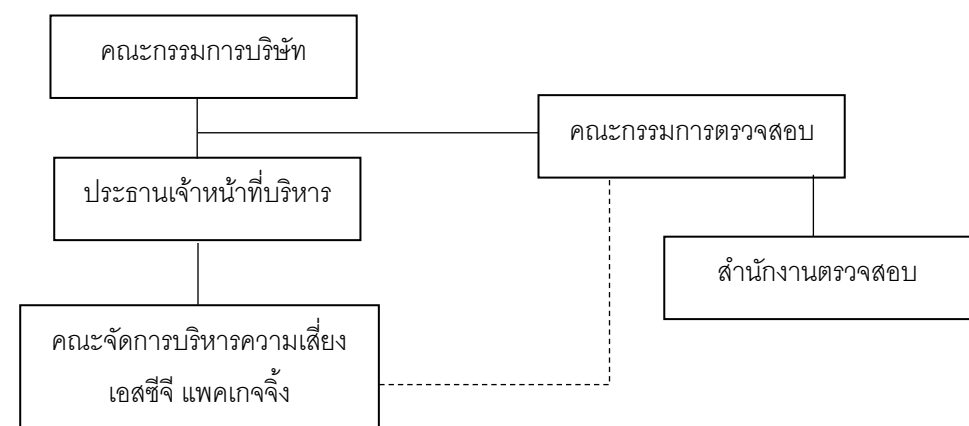 คณะกรรมการบริษัท
คณะกรรมการตรวจสอบ
ประธานเจ้าหน้าที่บริหาร
สำนักงานตรวจสอบ
คณะจัดการบริหารความเสี่ยง
เอสซีจี แพคเกจจิ้ง